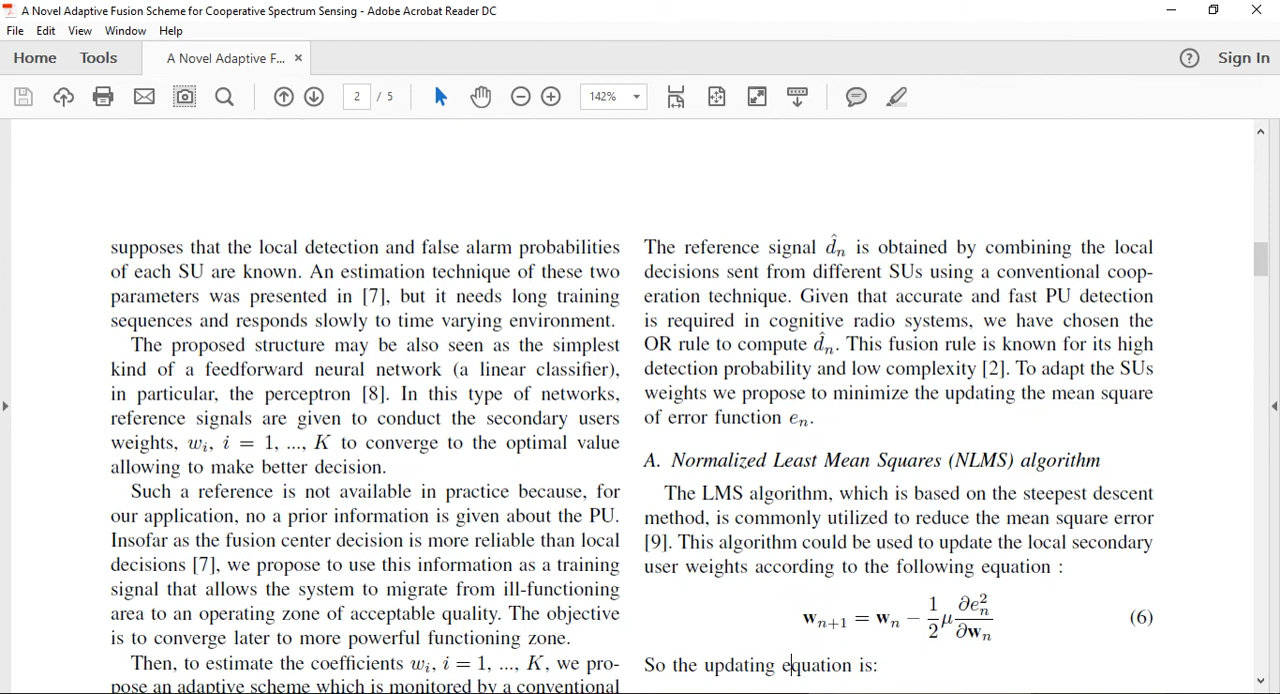 A Novel Adaptive Fusion Scheme for Cooperative Spectrum Sensing - Adobe Acrobat Reader DC
File Edit View Window Help
Home Tools A Novel Adaptive F... × ? Sign In
2 / 5 142%
supposes that the local detection and false alarm probabilities
of each SU are known. An estimation technique of these two
parameters was presented in [7], but it needs long training
sequences and responds slowly to time varying environment.
The proposed structure may be also seen as the simplest
kind of a feedforward neural network (a linear classifier),
in particular, the perceptron [8]. In this type of networks,
reference signals are given to conduct the secondary users
weights, wᵢ, i = 1, ..., K to converge to the optimal value
allowing to make better decision.
Such a reference is not available in practice because, for
our application, no a prior information is given about the PU.
Insofar as the fusion center decision is more reliable than local
decisions [7], we propose to use this information as a training
signal that allows the system to migrate from ill-functioning
area to an operating zone of acceptable quality. The objective
is to converge later to more powerful functioning zone.
Then, to estimate the coefficients wᵢ, i = 1, ..., K, we pro-
pose an adaptive scheme which is monitored by a conventional
The reference signal d̂ₙ is obtained by combining the local
decisions sent from different SUs using a conventional coop-
eration technique. Given that accurate and fast PU detection
is required in cognitive radio systems, we have chosen the
OR rule to compute d̂ₙ. This fusion rule is known for its high
detection probability and low complexity [2]. To adapt the SUs
weights we propose to minimize the updating the mean square
of error function eₙ.
A. Normalized Least Mean Squares (NLMS) algorithm
The LMS algorithm, which is based on the steepest descent
method, is commonly utilized to reduce the mean square error
[9]. This algorithm could be used to update the local secondary
user weights according to the following equation :
wₙ₊₁ = wₙ − 1/2 μ ∂eₙ²/∂wₙ (6)
So the updating equation is: